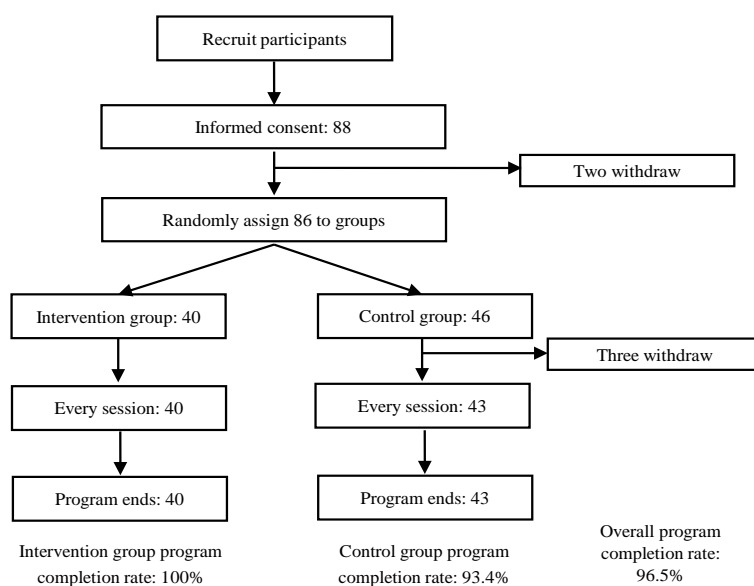 Recruit participants
Informed consent: 88
Two withdraw
Randomly assign 86 to groups
Intervention group: 40
Control group: 46
Three withdraw
Every session: 40
Every session: 43
Program ends: 40
Program ends: 43
Intervention group program
completion rate: 100%
Control group program
completion rate: 93.4%
Overall program
completion rate:
96.5%